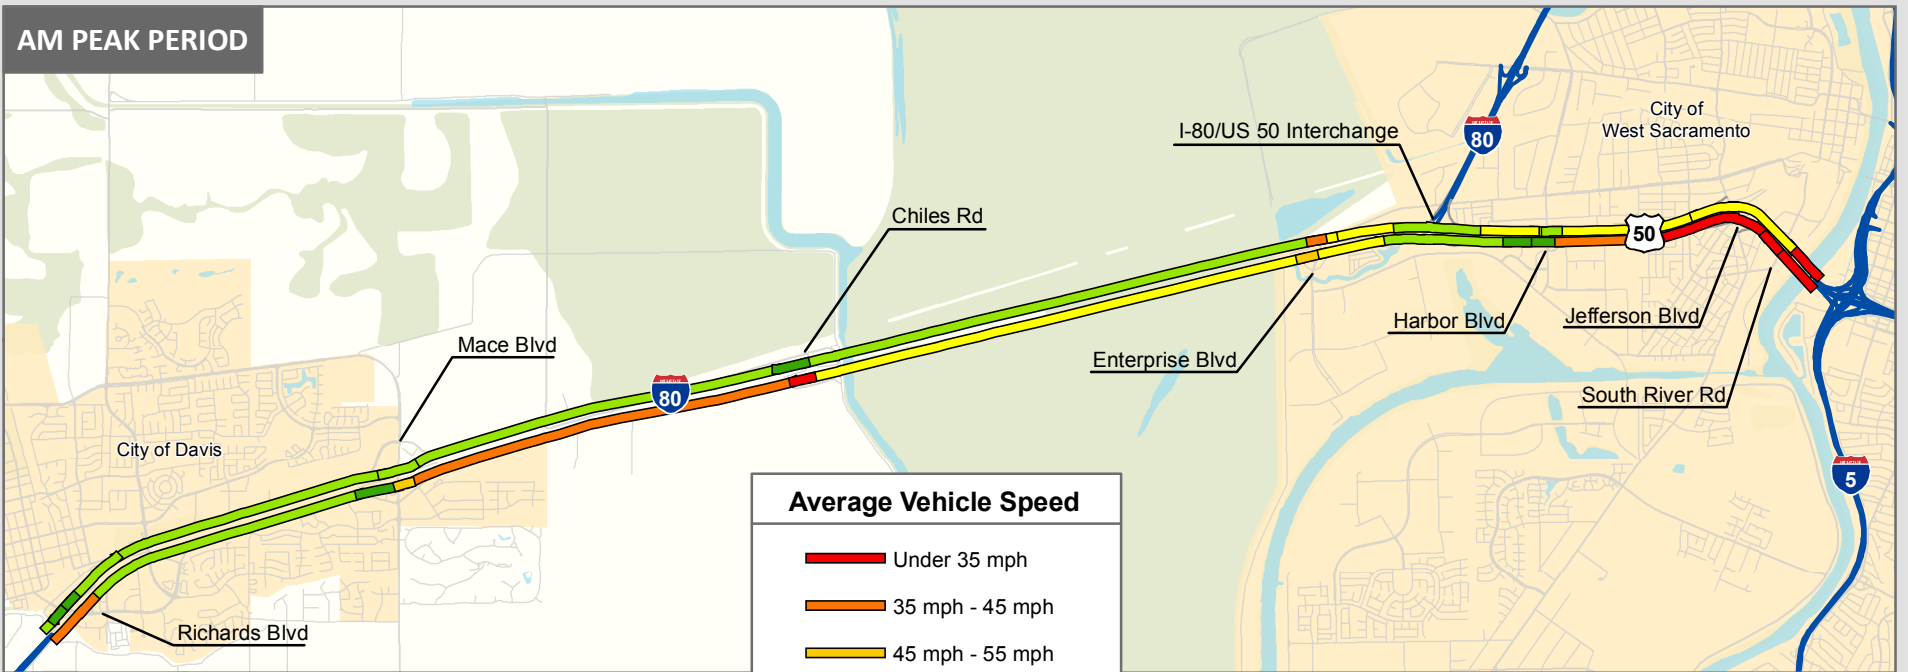 AM PEAK PERIOD
City of
West Sacramento
I-80/US 50 Interchange
80
Chiles Rd
50
Harbor Blvd
Jefferson Blvd
Mace Blvd
Enterprise Blvd
80
South River Rd
City of Davis
5
Average Vehicle Speed
Under 35 mph
35 mph - 45 mph
Richards Blvd
45 mph - 55 mph